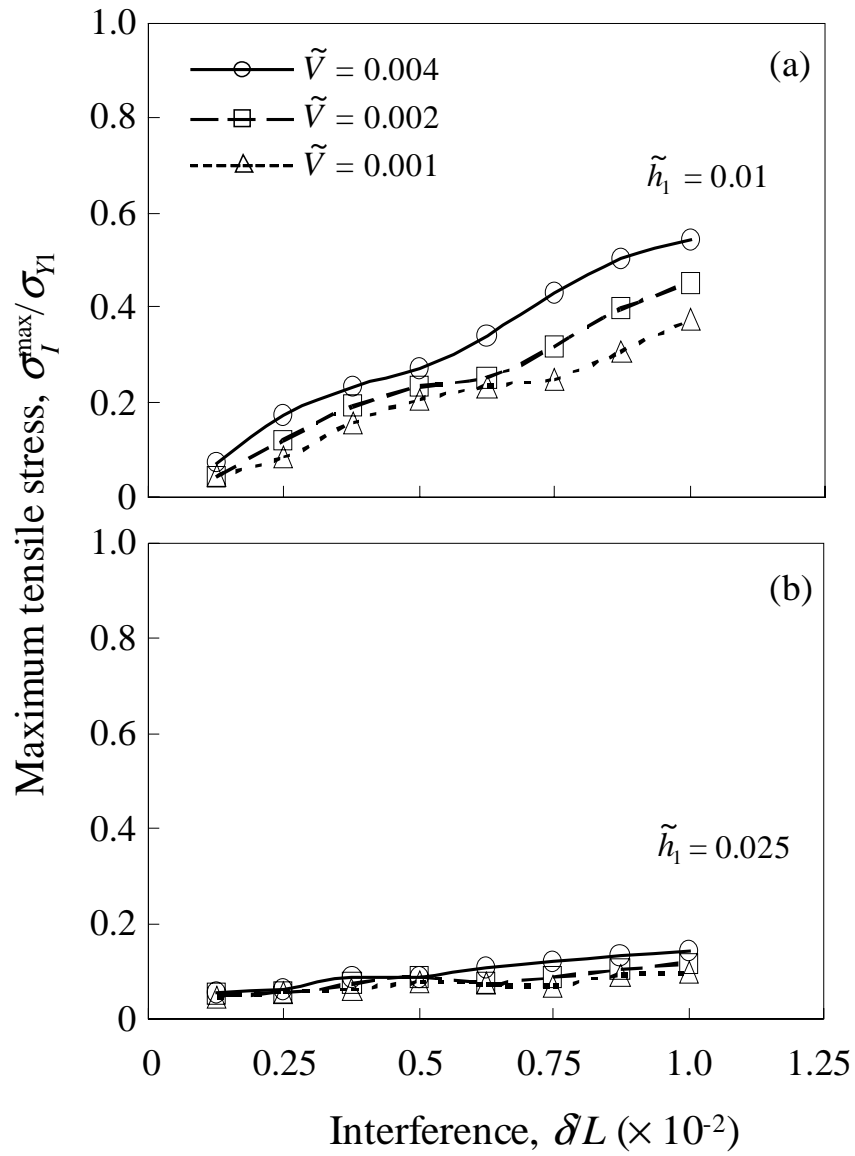 1.0
(a)
Ṽ = 0.004
Ṽ = 0.002
0.8
Ṽ = 0.001
h̃₁ = 0.01
0.6
0.4
0.2
0
Maximum tensile stress, σ_I^max/σ_Y1
1.0
(b)
0.8
0.6
0.4
h̃₁ = 0.025
0.2
0
0 0.25 0.5 0.75 1.0 1.25
Interference, δ/L (× 10⁻²)